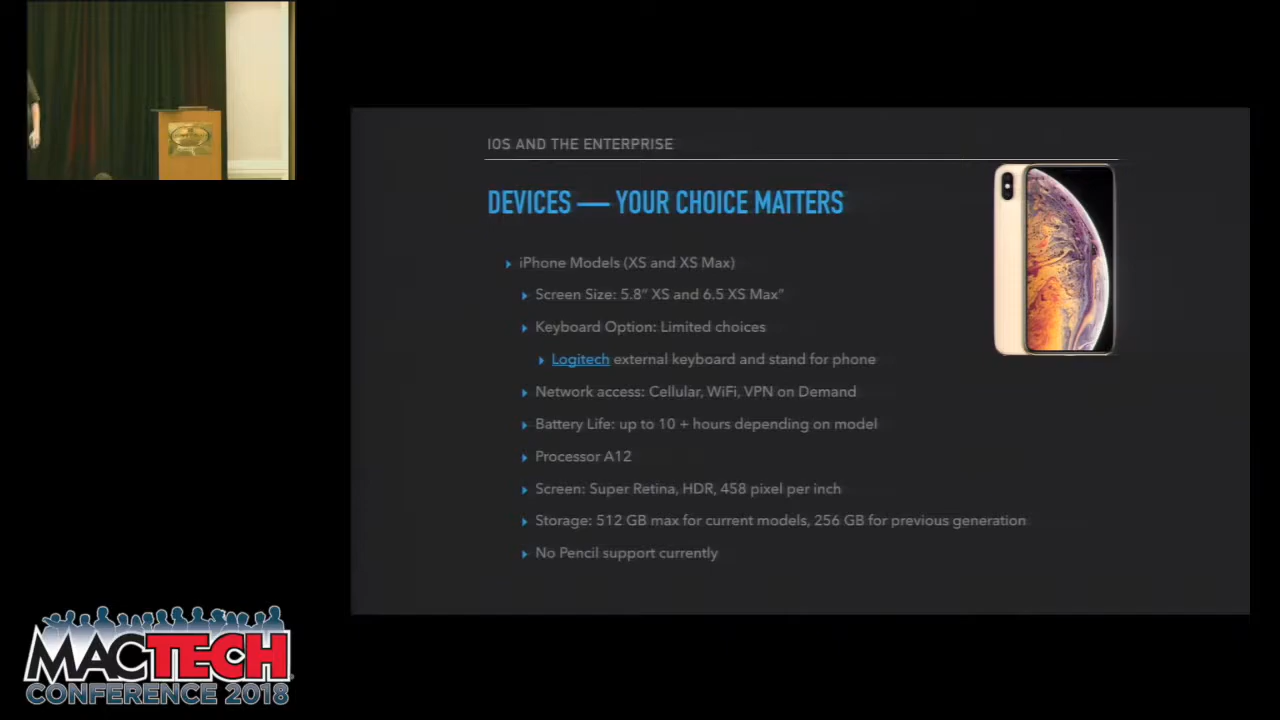 IOS AND THE ENTERPRISE
DEVICES — YOUR CHOICE MATTERS
iPhone Models (XS and XS Max)
Screen Size: 5.8” XS and 6.5 XS Max”
Keyboard Option: Limited choices
Logitech external keyboard and stand for phone
Network access: Cellular, WiFi, VPN on Demand
Battery Life: up to 10 + hours depending on model
Processor A12
Screen: Super Retina, HDR, 458 pixel per inch
Storage: 512 GB max for current models, 256 GB for previous generation
No Pencil support currently
MACTECH
CONFERENCE 2018